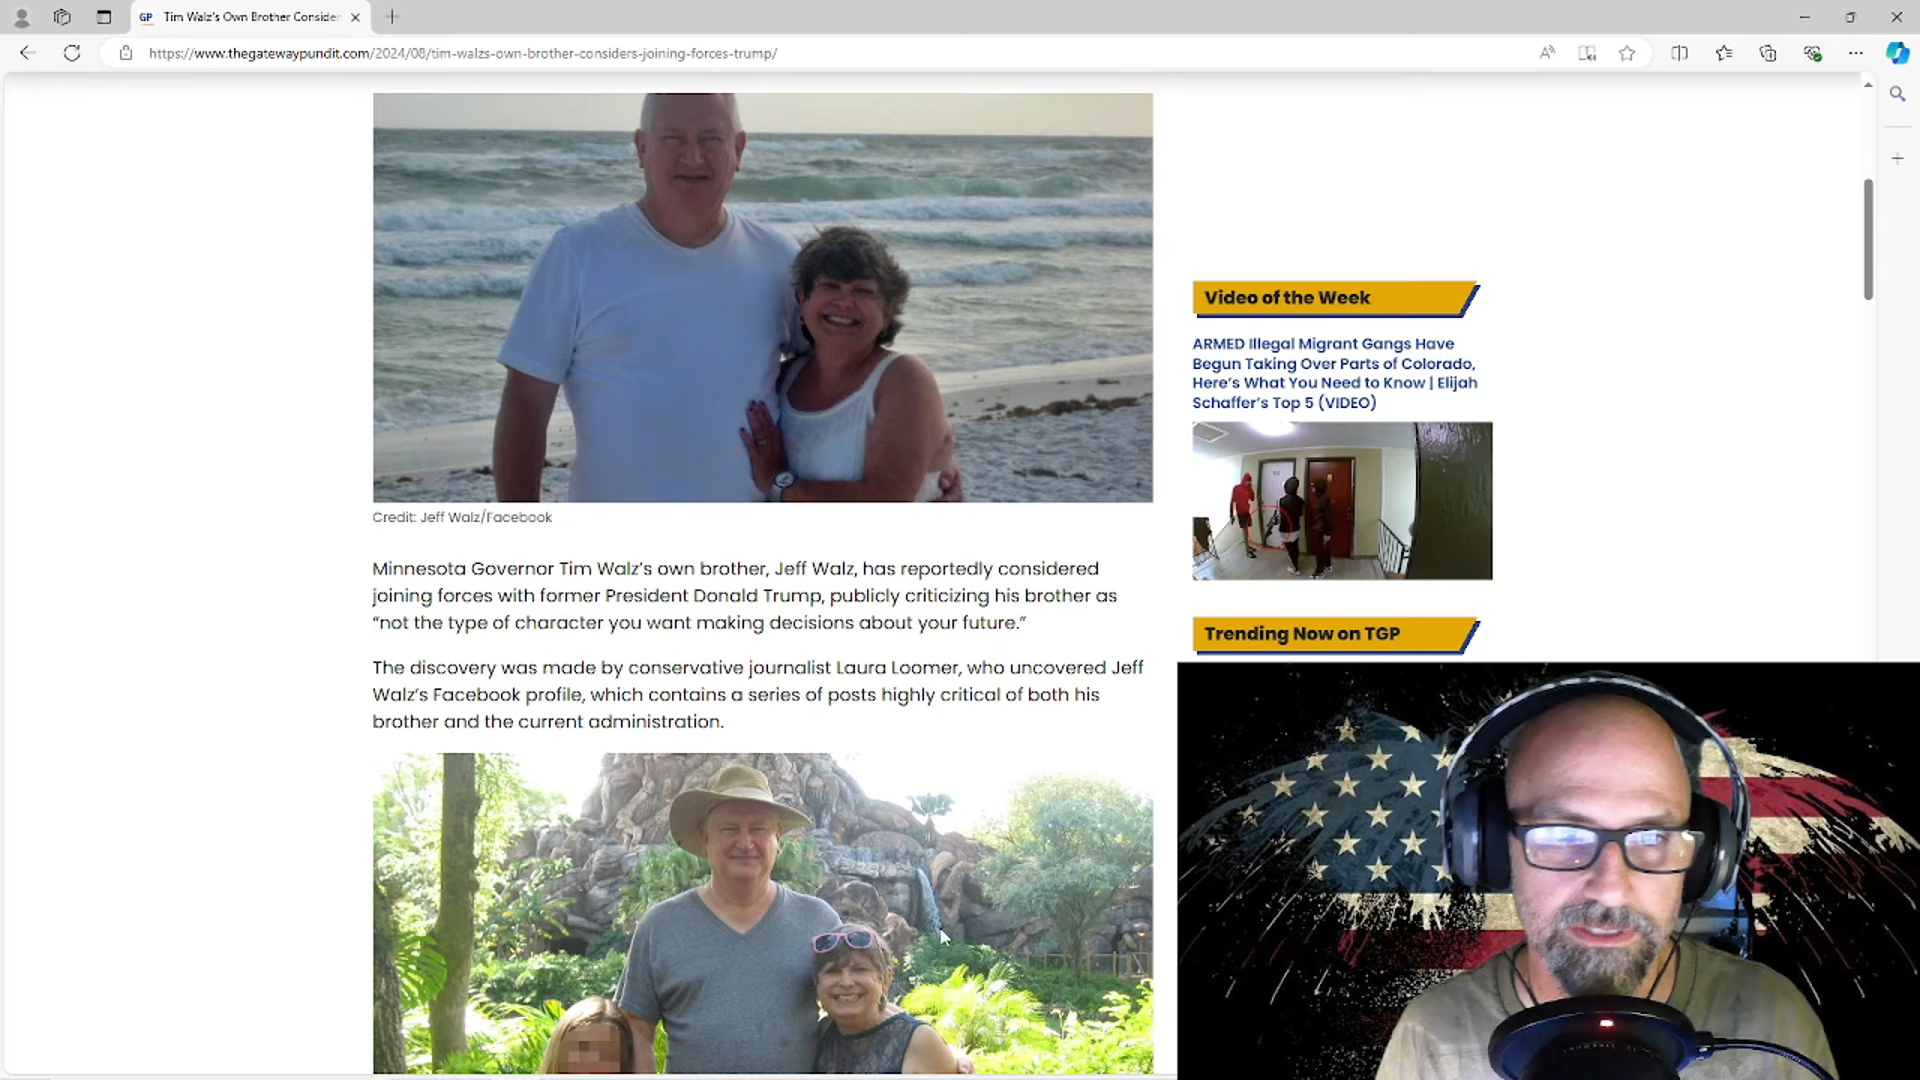 GP Tim Walz's Own Brother Consider
https://www.thegatewaypundit.com/2024/08/tim-walzs-own-brother-considers-joining-forces-trump/
Credit: Jeff Walz/Facebook
Minnesota Governor Tim Walz's own brother, Jeff Walz, has reportedly considered
joining forces with former President Donald Trump, publicly criticizing his brother as
“not the type of character you want making decisions about your future.”
The discovery was made by conservative journalist Laura Loomer, who uncovered Jeff
Walz's Facebook profile, which contains a series of posts highly critical of both his
brother and the current administration.
Video of the Week
ARMED Illegal Migrant Gangs Have
Begun Taking Over Parts of Colorado,
Here's What You Need to Know | Elijah
Schaffer's Top 5 (VIDEO)
Trending Now on TGP